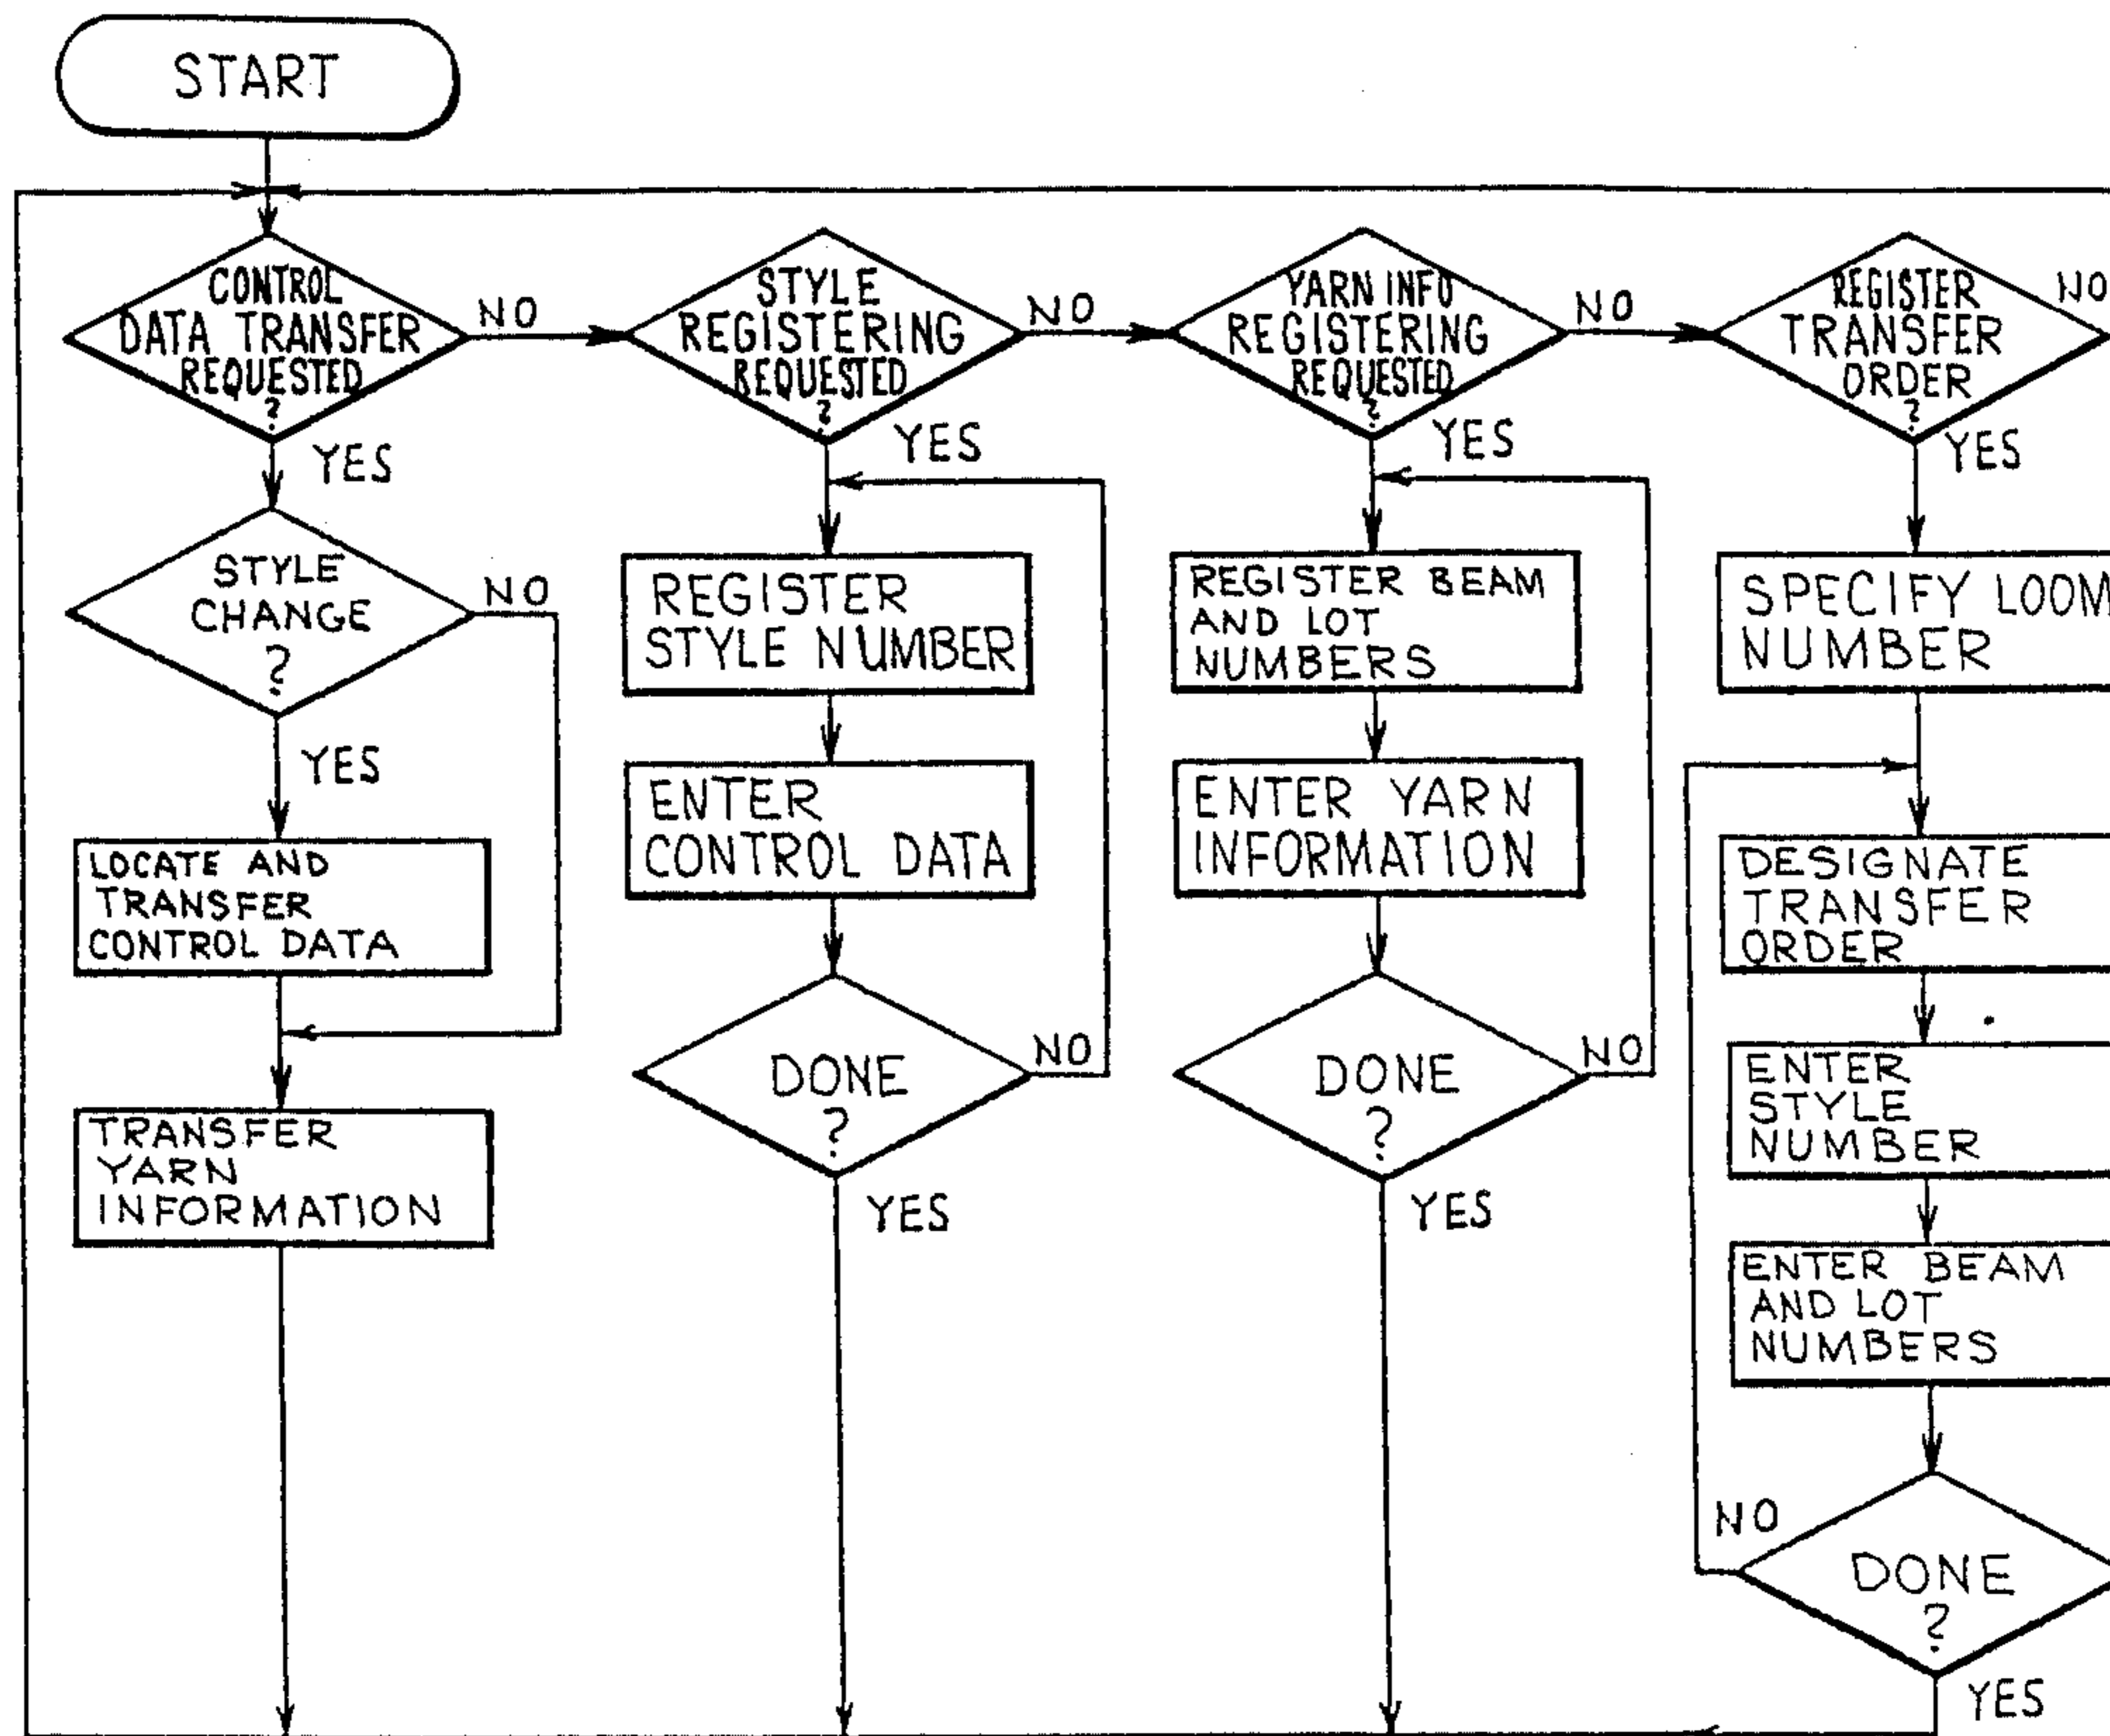 START
CONTROL
DATA TRANSFER
REQUESTED
?
NO
YES
STYLE
REGISTERING
REQUESTED
?
NO
YES
YARN INFO
REGISTERING
REQUESTED
?
NO
YES
REGISTER
TRANSFER
ORDER
?
NO
YES
STYLE
CHANGE
?
NO
YES
LOCATE AND
TRANSFER
CONTROL DATA
TRANSFER
YARN
INFORMATION
REGISTER
STYLE NUMBER
ENTER
CONTROL DATA
DONE
?
NO
YES
REGISTER BEAM
AND LOT
NUMBERS
ENTER YARN
INFORMATION
DONE
?
NO
YES
SPECIFY LOOM
NUMBER
DESIGNATE
TRANSFER
ORDER
ENTER
STYLE
NUMBER
ENTER BEAM
AND LOT
NUMBERS
NO
DONE
?
YES